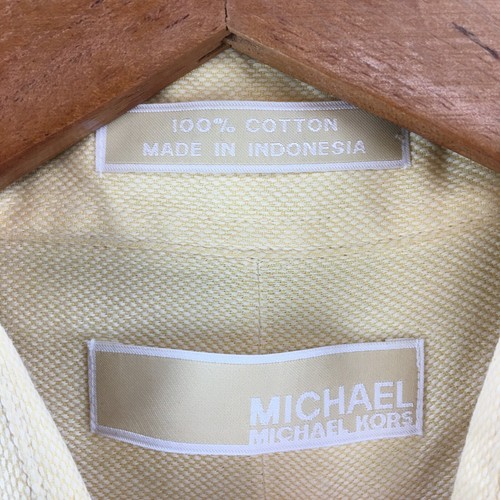 100% COTTON
MADE IN INDONESIA
MICHAEL
MICHAEL KORS